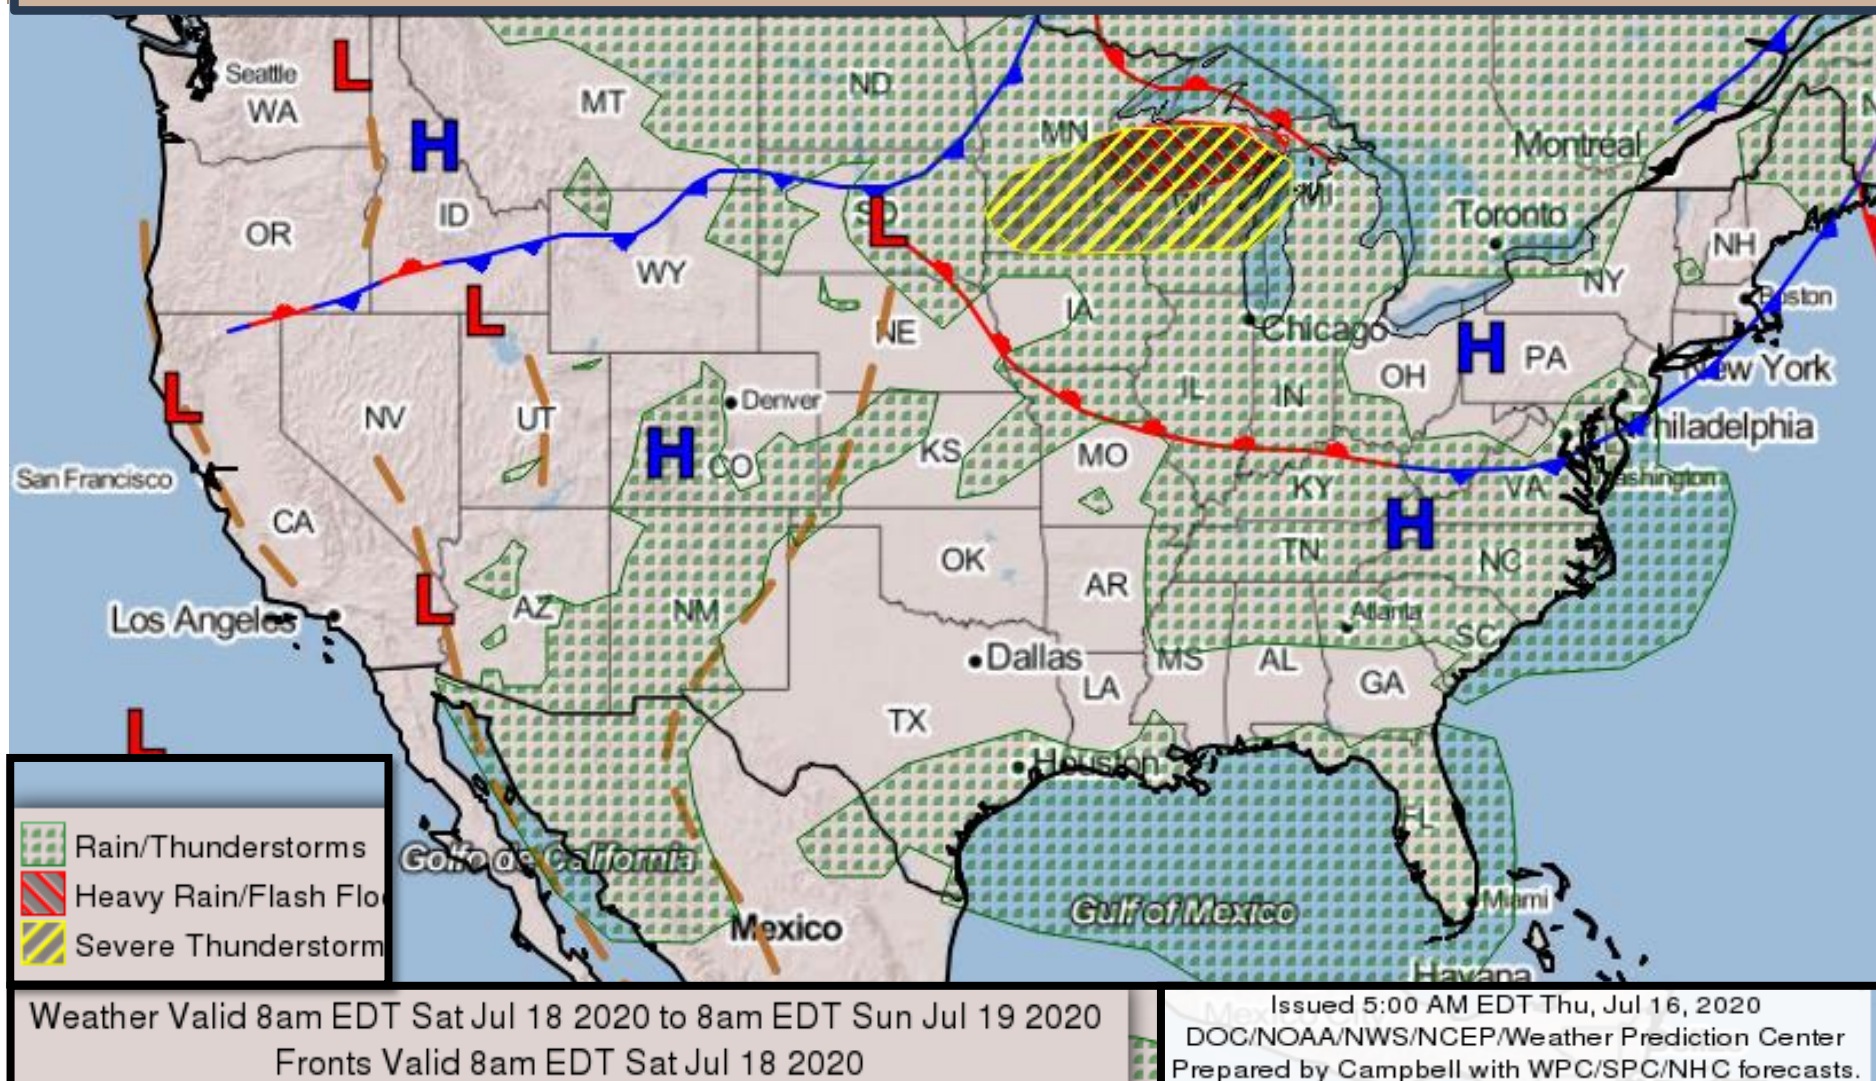 Seattle
WA
L
MT
ND
MN
H
Montréal
OR
ID
SD
L
MI
Toronto
WY
NH
NY
L
IA
Boston
NE
Chicago
H
PA
OH
New York
L
NV
UT
Denver
IL
IN
Philadelphia
San Francisco
H
CO
KS
MO
KY
VA
Washington
CA
H
OK
TN
NC
AR
L
AZ
NM
Los Angeles
Atlanta
SC
Dallas
MS
AL
LA
GA
TX
L
Houston
FL
Golfo de California
Gulf of Mexico
Miami
Mexico
Havana
Rain/Thunderstorms
Heavy Rain/Flash Flo
Severe Thunderstorm
Weather Valid 8am EDT Sat Jul 18 2020 to 8am EDT Sun Jul 19 2020
Fronts Valid 8am EDT Sat Jul 18 2020
Mexico City
Issued 5:00 AM EDT Thu, Jul 16, 2020
DOC/NOAA/NWS/NCEP/Weather Prediction Center
Prepared by Campbell with WPC/SPC/NHC forecasts.